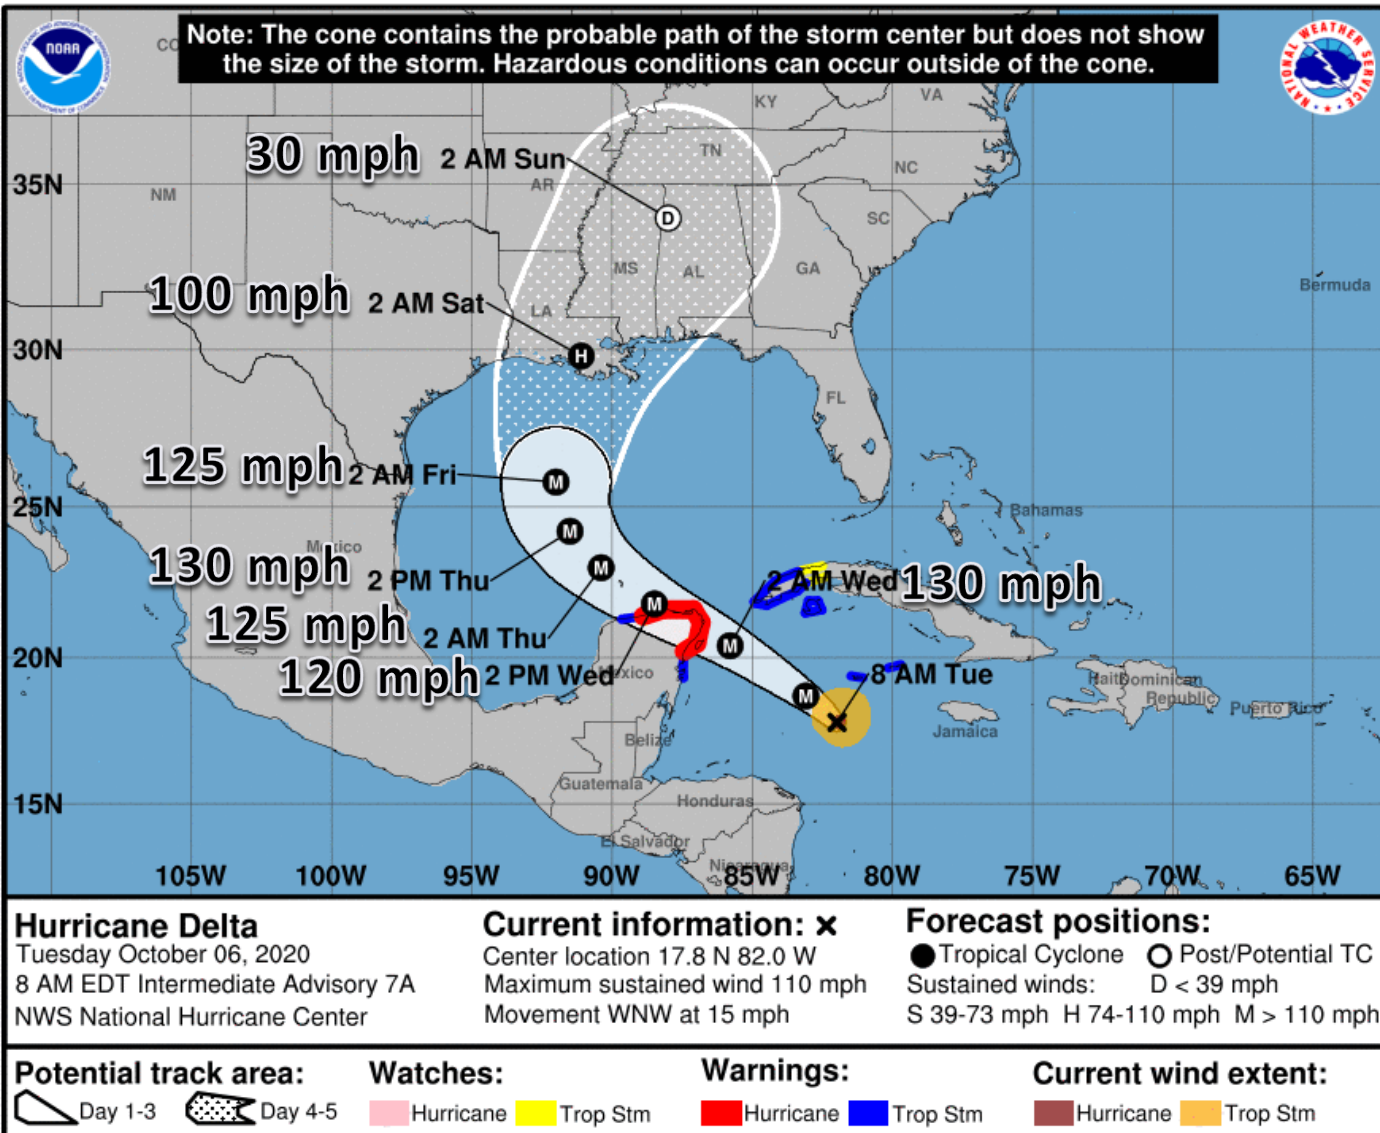 Note: The cone contains the probable path of the storm center but does not show
the size of the storm. Hazardous conditions can occur outside of the cone.
NOAA
NATIONAL WEATHER SERVICE
CO
KY
VA
30 mph 2 AM Sun
TN
NC
35N
NM
AR
SC
D
MS
AL
GA
Bermuda
100 mph 2 AM Sat
LA
30N
H
FL
125 mph 2 AM Fri
M
25N
Bahamas
M
Mexico
130 mph 2 PM Thu
M
2 AM Wed 130 mph
M
125 mph 2 AM Thu
M
20N
120 mph 2 PM Wed
Mexico
8 AM Tue
M
Haiti
Dominican
Republic
Puerto Rico
Jamaica
Belize
Guatemala
Honduras
15N
El Salvador
Nicaragua
105W 100W 95W 90W 85W 80W 75W 70W 65W
Hurricane Delta
Tuesday October 06, 2020
8 AM EDT Intermediate Advisory 7A
NWS National Hurricane Center
Current information: ×
Center location 17.8 N 82.0 W
Maximum sustained wind 110 mph
Movement WNW at 15 mph
Forecast positions:
Tropical Cyclone Post/Potential TC
Sustained winds: D < 39 mph
S 39-73 mph H 74-110 mph M > 110 mph
Potential track area:
Day 1-3 Day 4-5
Watches:
Hurricane Trop Stm
Warnings:
Hurricane Trop Stm
Current wind extent:
Hurricane Trop Stm